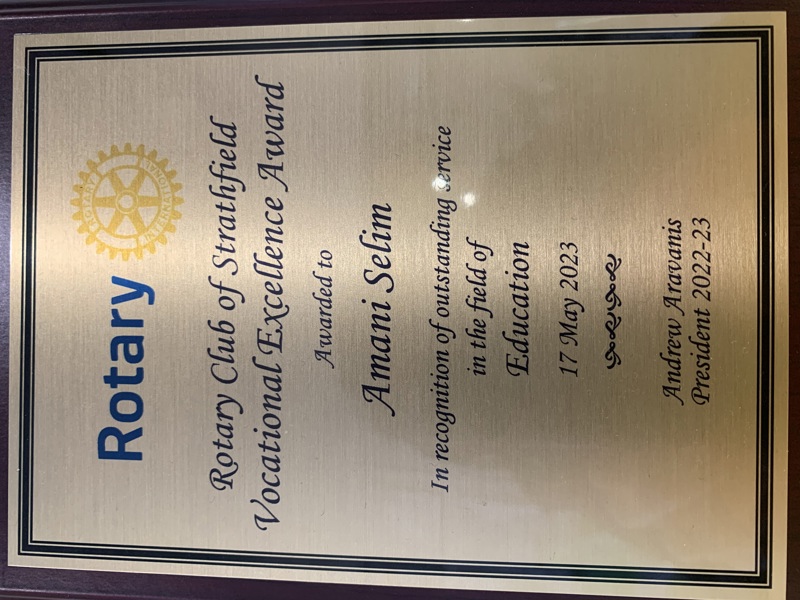 Rotary
Rotary Club of Strathfield
Vocational Excellence Award
Awarded to
Amani Selim
In recognition of outstanding service
in the field of
Education
17 May 2023
Andrew Aravanis
President 2022-23